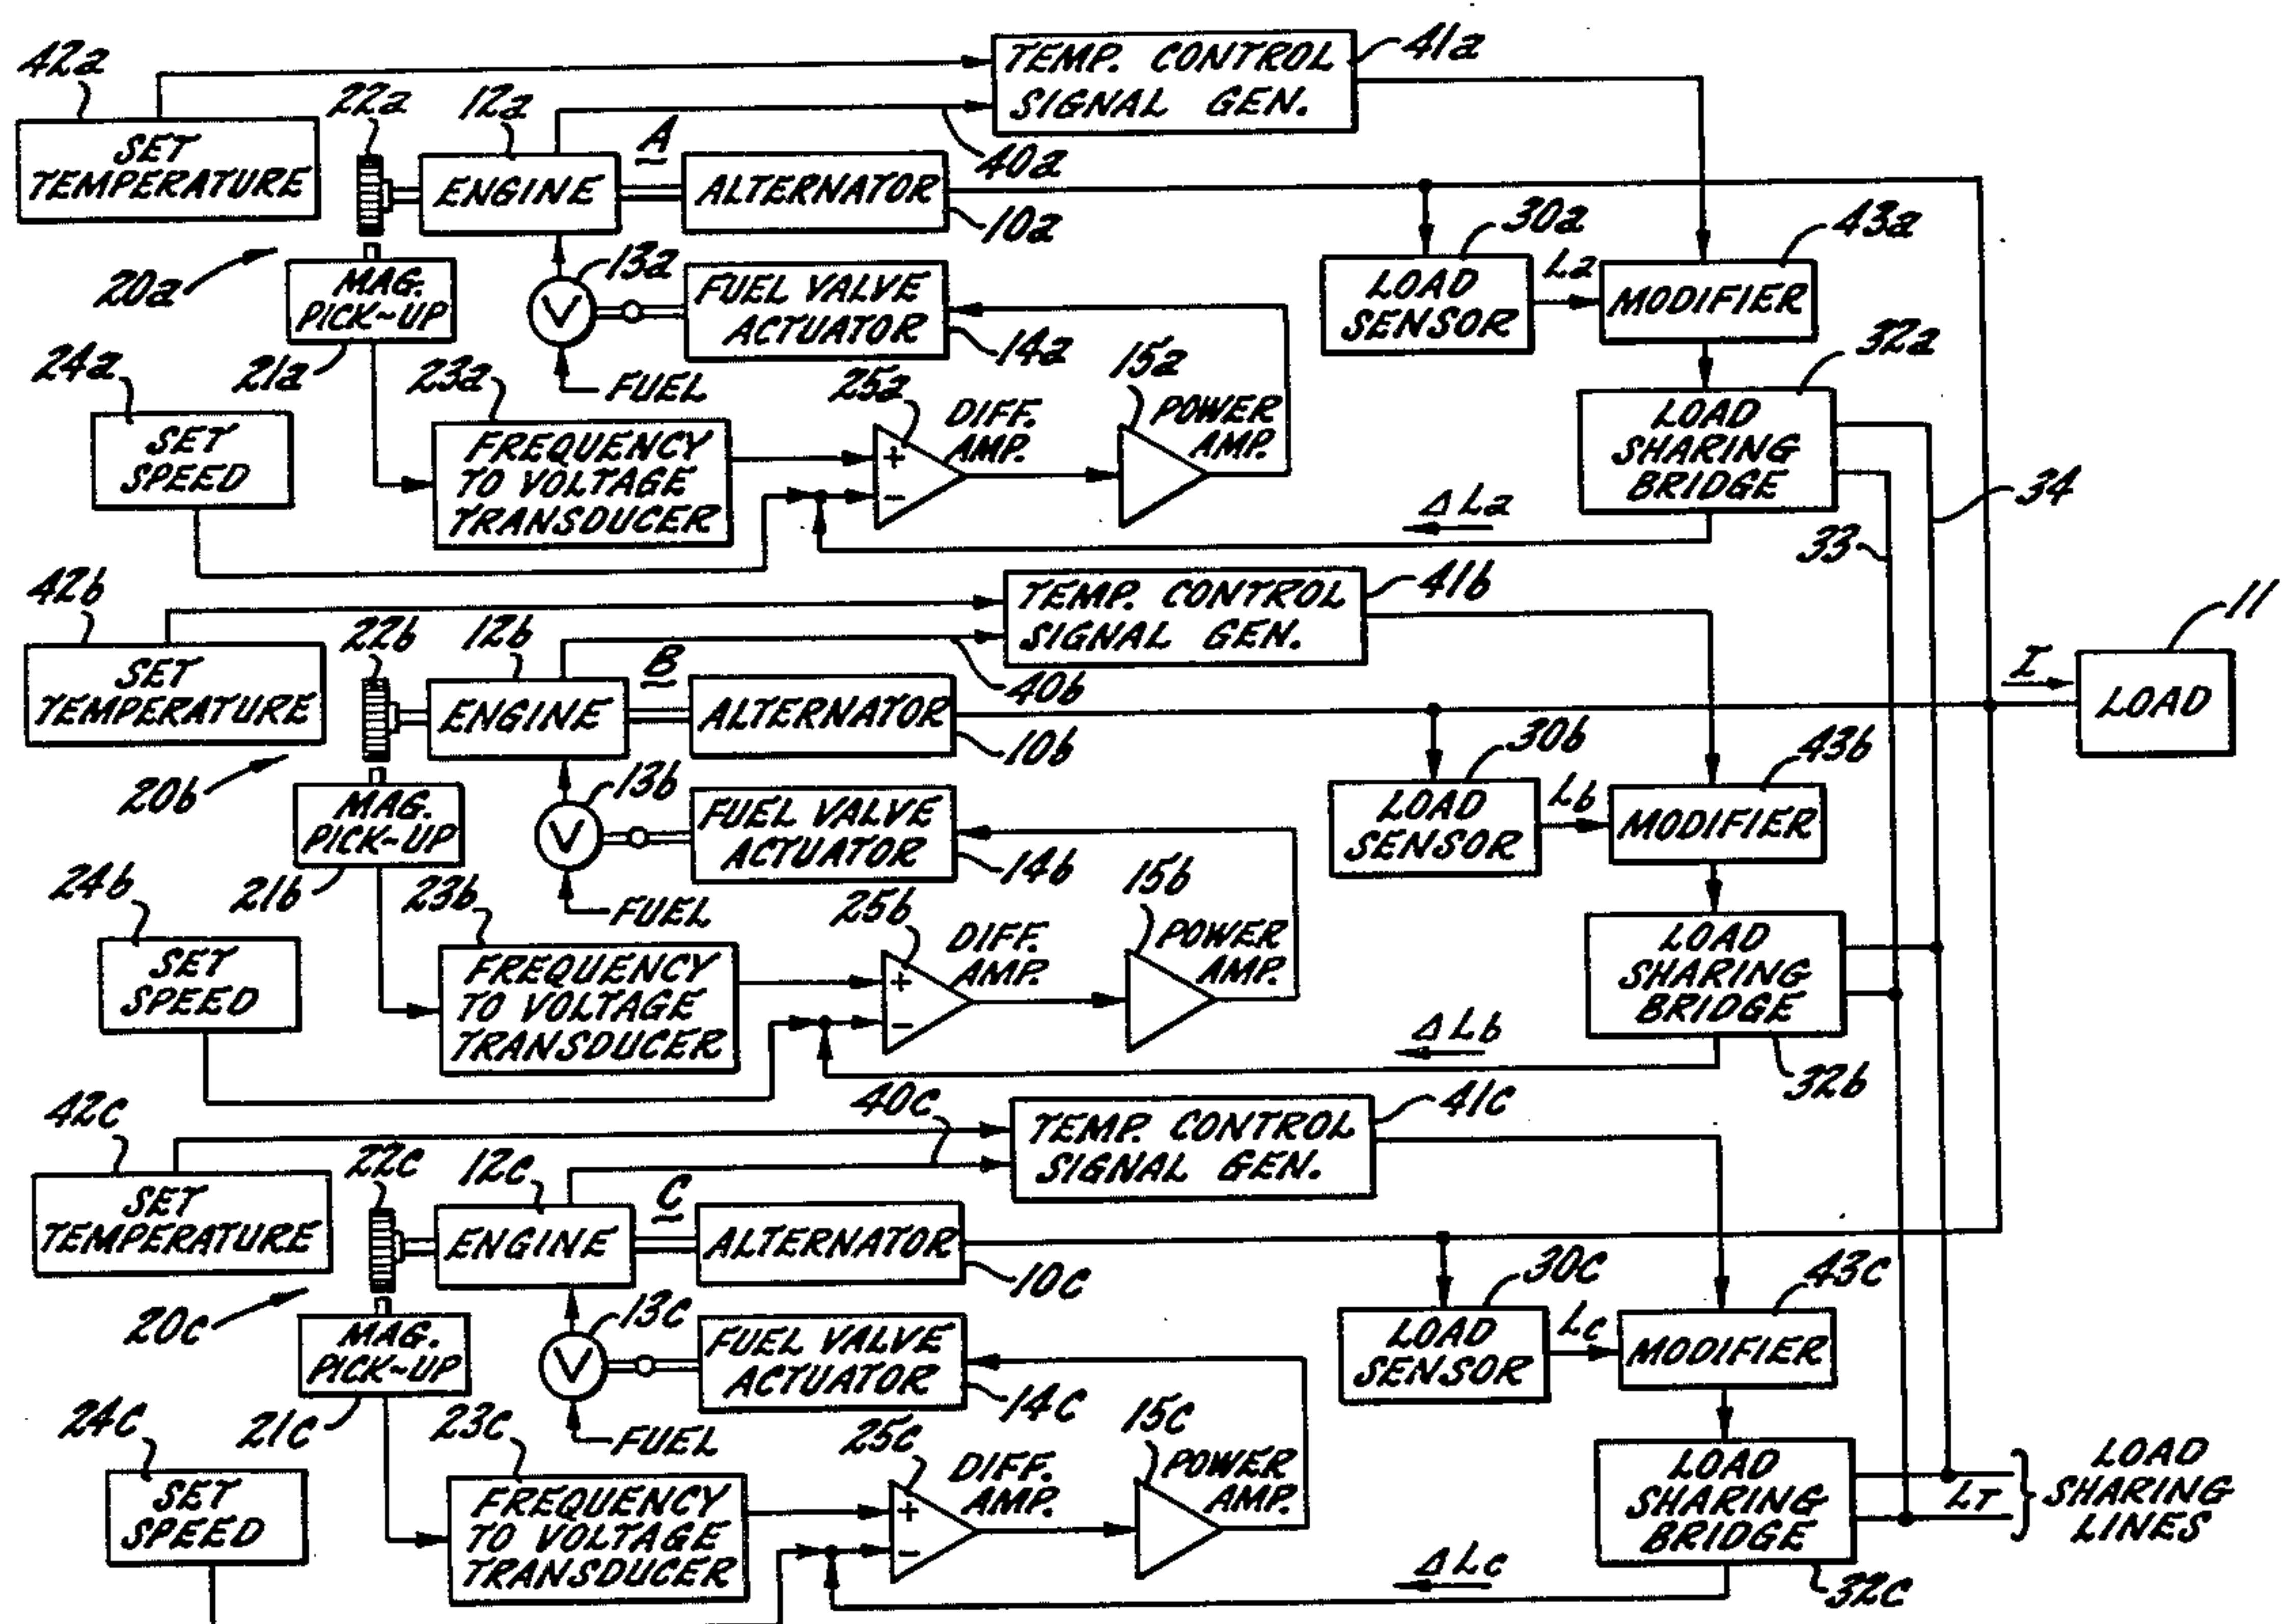 42a
22a
12a
A
TEMP. CONTROL
SIGNAL GEN.
41a
SET
TEMPERATURE
ENGINE
ALTERNATOR
40a
10a
30a
43a
20a
MAG.
PICK-UP
13a
V
FUEL VALVE
ACTUATOR
LOAD
SENSOR
La
MODIFIER
24a
21a
23a
FUEL
14a
25a
15a
32a
SET
SPEED
FREQUENCY
TO VOLTAGE
TRANSDUCER
+
-
DIFF.
AMP.
POWER
AMP.
LOAD
SHARING
BRIDGE
34
ΔLa
33
42b
22b
12b
B
TEMP. CONTROL
SIGNAL GEN.
41b
11
SET
TEMPERATURE
ENGINE
ALTERNATOR
40b
10b
30b
43b
I
LOAD
20b
MAG.
PICK-UP
13b
V
FUEL VALVE
ACTUATOR
LOAD
SENSOR
Lb
MODIFIER
24b
21b
23b
FUEL
14b
25b
15b
SET
SPEED
FREQUENCY
TO VOLTAGE
TRANSDUCER
+
-
DIFF.
AMP.
POWER
AMP.
LOAD
SHARING
BRIDGE
ΔLb
32b
42c
22c
12c
C
40c
TEMP. CONTROL
SIGNAL GEN.
41c
SET
TEMPERATURE
ENGINE
ALTERNATOR
10c
30c
43c
20c
MAG.
PICK-UP
13c
V
FUEL VALVE
ACTUATOR
LOAD
SENSOR
Lc
MODIFIER
24c
21c
23c
FUEL
14c
25c
15c
SET
SPEED
FREQUENCY
TO VOLTAGE
TRANSDUCER
+
-
DIFF.
AMP.
POWER
AMP.
LOAD
SHARING
BRIDGE
LT
LOAD
SHARING
LINES
ΔLc
32c